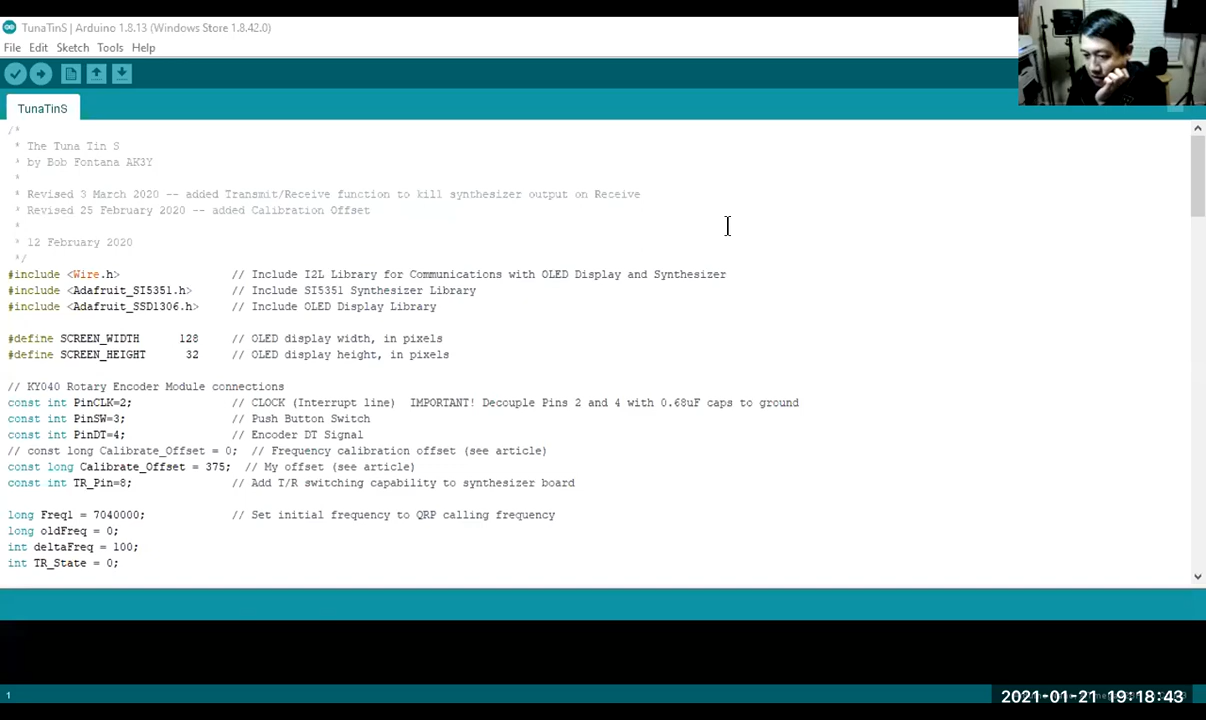 TunaTinS | Arduino 1.8.13 (Windows Store 1.8.42.0)
File Edit Sketch Tools Help
TunaTinS
/*
* The Tuna Tin S
* by Bob Fontana AK3Y
*
* Revised 3 March 2020 -- added Transmit/Receive function to kill synthesizer output on Receive
* Revised 25 February 2020 -- added Calibration Offset
*
* 12 February 2020
*/
#include <Wire.h> // Include I2L Library for Communications with OLED Display and Synthesizer
#include <Adafruit_SI5351.h> // Include SI5351 Synthesizer Library
#include <Adafruit_SSD1306.h> // Include OLED Display Library
#define SCREEN_WIDTH 128 // OLED display width, in pixels
#define SCREEN_HEIGHT 32 // OLED display height, in pixels
// KY040 Rotary Encoder Module connections
const int PinCLK=2; // CLOCK (Interrupt line) IMPORTANT! Decouple Pins 2 and 4 with 0.68uF caps to ground
const int PinSW=3; // Push Button Switch
const int PinDT=4; // Encoder DT Signal
// const long Calibrate_Offset = 0; // Frequency calibration offset (see article)
const long Calibrate_Offset = 375; // My offset (see article)
const int TR_Pin=8; // Add T/R switching capability to synthesizer board
long Freq1 = 7040000; // Set initial frequency to QRP calling frequency
long oldFreq = 0;
int deltaFreq = 100;
int TR_State = 0;
1
2021-01-21 19:18:43